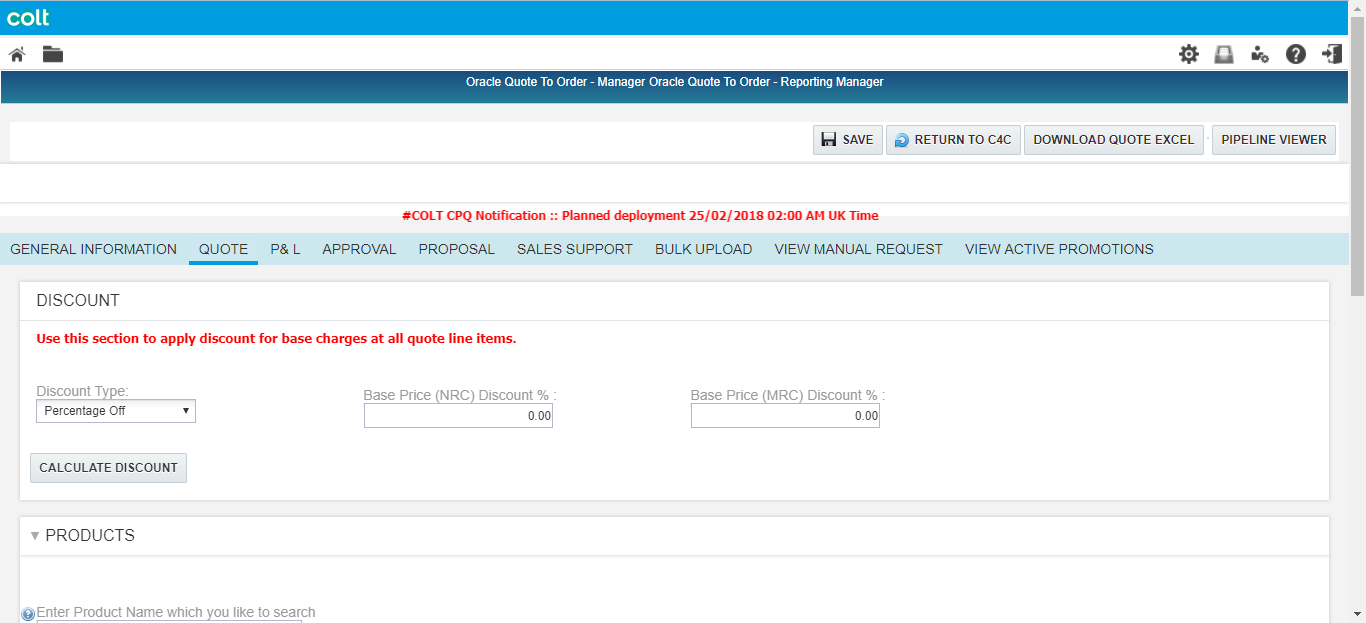 colt
Oracle Quote To Order - Manager Oracle Quote To Order - Reporting Manager
SAVE RETURN TO C4C DOWNLOAD QUOTE EXCEL PIPELINE VIEWER
#COLT CPQ Notification :: Planned deployment 25/02/2018 02:00 AM UK Time
GENERAL INFORMATION QUOTE P& L APPROVAL PROPOSAL SALES SUPPORT BULK UPLOAD VIEW MANUAL REQUEST VIEW ACTIVE PROMOTIONS
DISCOUNT
Use this section to apply discount for base charges at all quote line items.
Discount Type: Base Price (NRC) Discount % : Base Price (MRC) Discount % :
Percentage Off 0.00 0.00
CALCULATE DISCOUNT
PRODUCTS
Enter Product Name which you like to search